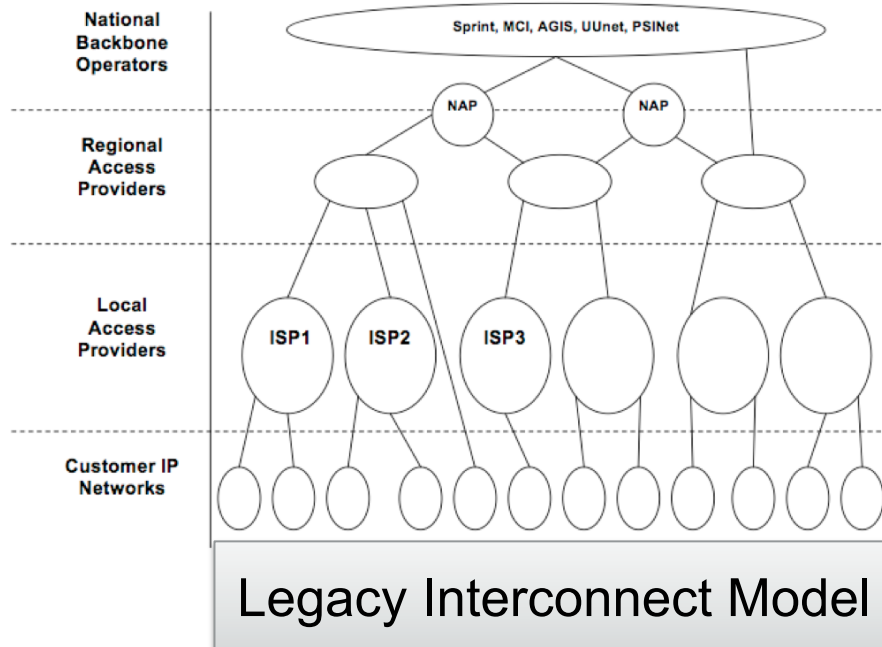 National
Backbone
Operators
Sprint, MCI, AGIS, UUnet, PSINet
NAP
NAP
Regional
Access
Providers
Local
Access
Providers
ISP1
ISP2
ISP3
Customer IP
Networks
Legacy Interconnect Model